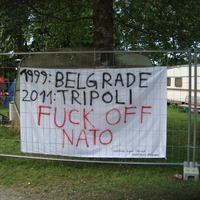 1999: BELGRADE
2011: TRIPOLI
FUCK OFF
NATO